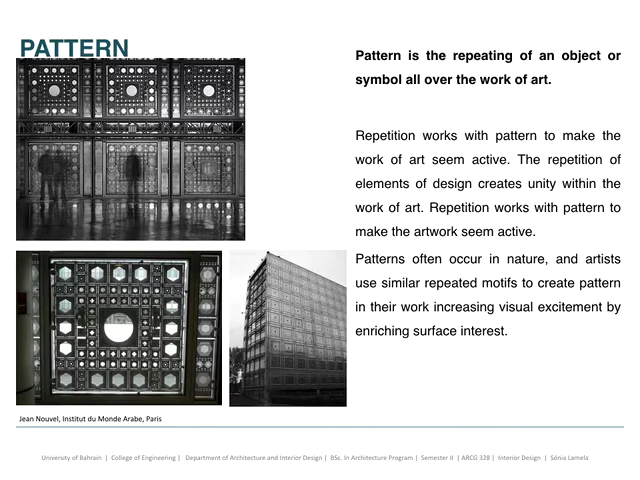 PATTERN
Pattern is the repeating of an object or
symbol all over the work of art.
Repetition works with pattern to make the
work of art seem active. The repetition of
elements of design creates unity within the
work of art. Repetition works with pattern to
make the artwork seem active.
Patterns often occur in nature, and artists
use similar repeated motifs to create pattern
in their work increasing visual excitement by
enriching surface interest.
Jean Nouvel, Institut du Monde Arabe, Paris
University of Bahrain | College of Engineering | Department of Architecture and Interior Design | BSc. In Architecture Program | Semester II | ARCG 328 | Interior Design | Sénia Lamela